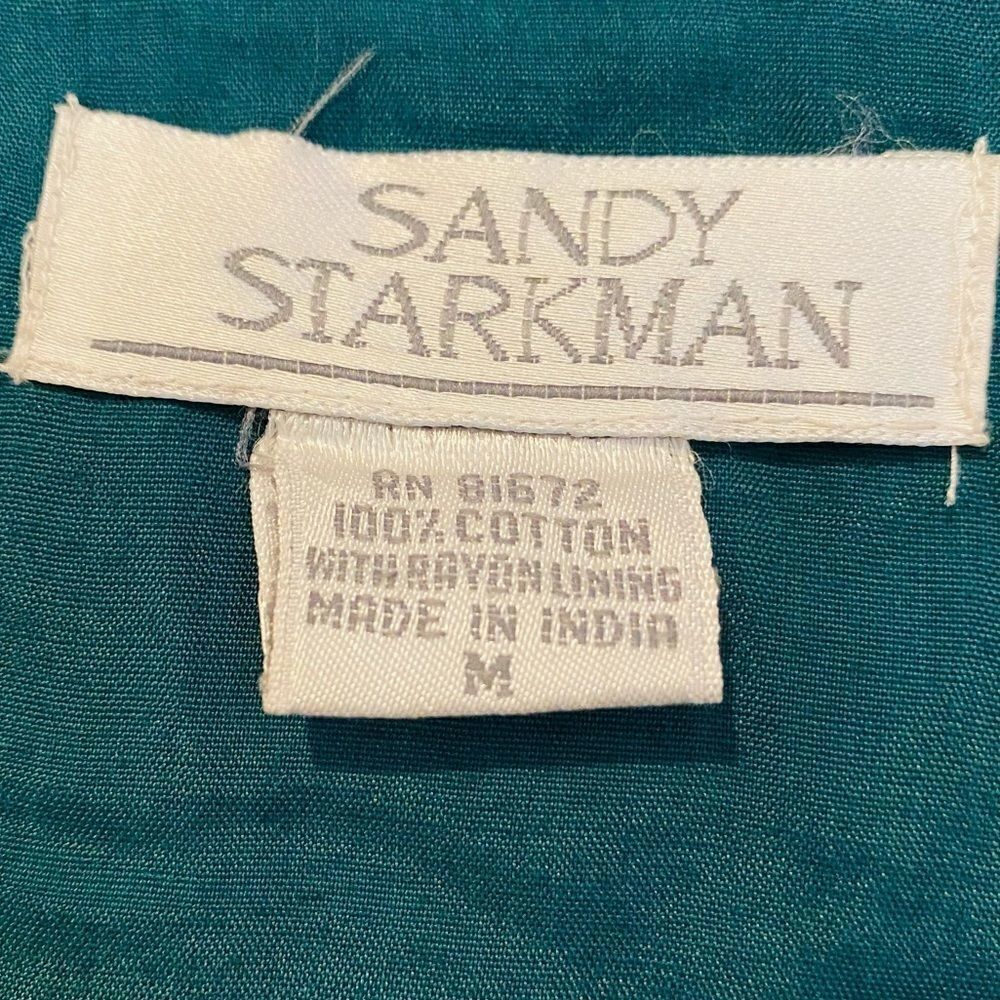 SANDY
STARKMAN
RN 81672
100% COTTON
WITH RAYON LINING
MADE IN INDIA
M